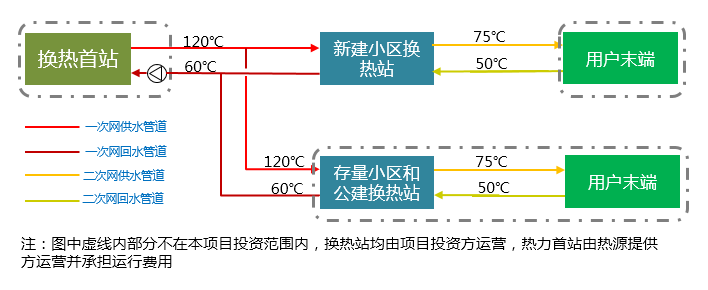 120℃
75℃
换热首站
新建小区换
热站
用户末端
60℃
50℃
一次网供水管道
一次网回水管道
二次网供水管道
二次网回水管道
120℃
75℃
存量小区和
公建换热站
用户末端
60℃
50℃
注：图中虚线内部分不在本项目投资范围内，换热站均由项目投资方运营，热力首站由热源提供
方运营并承担运行费用